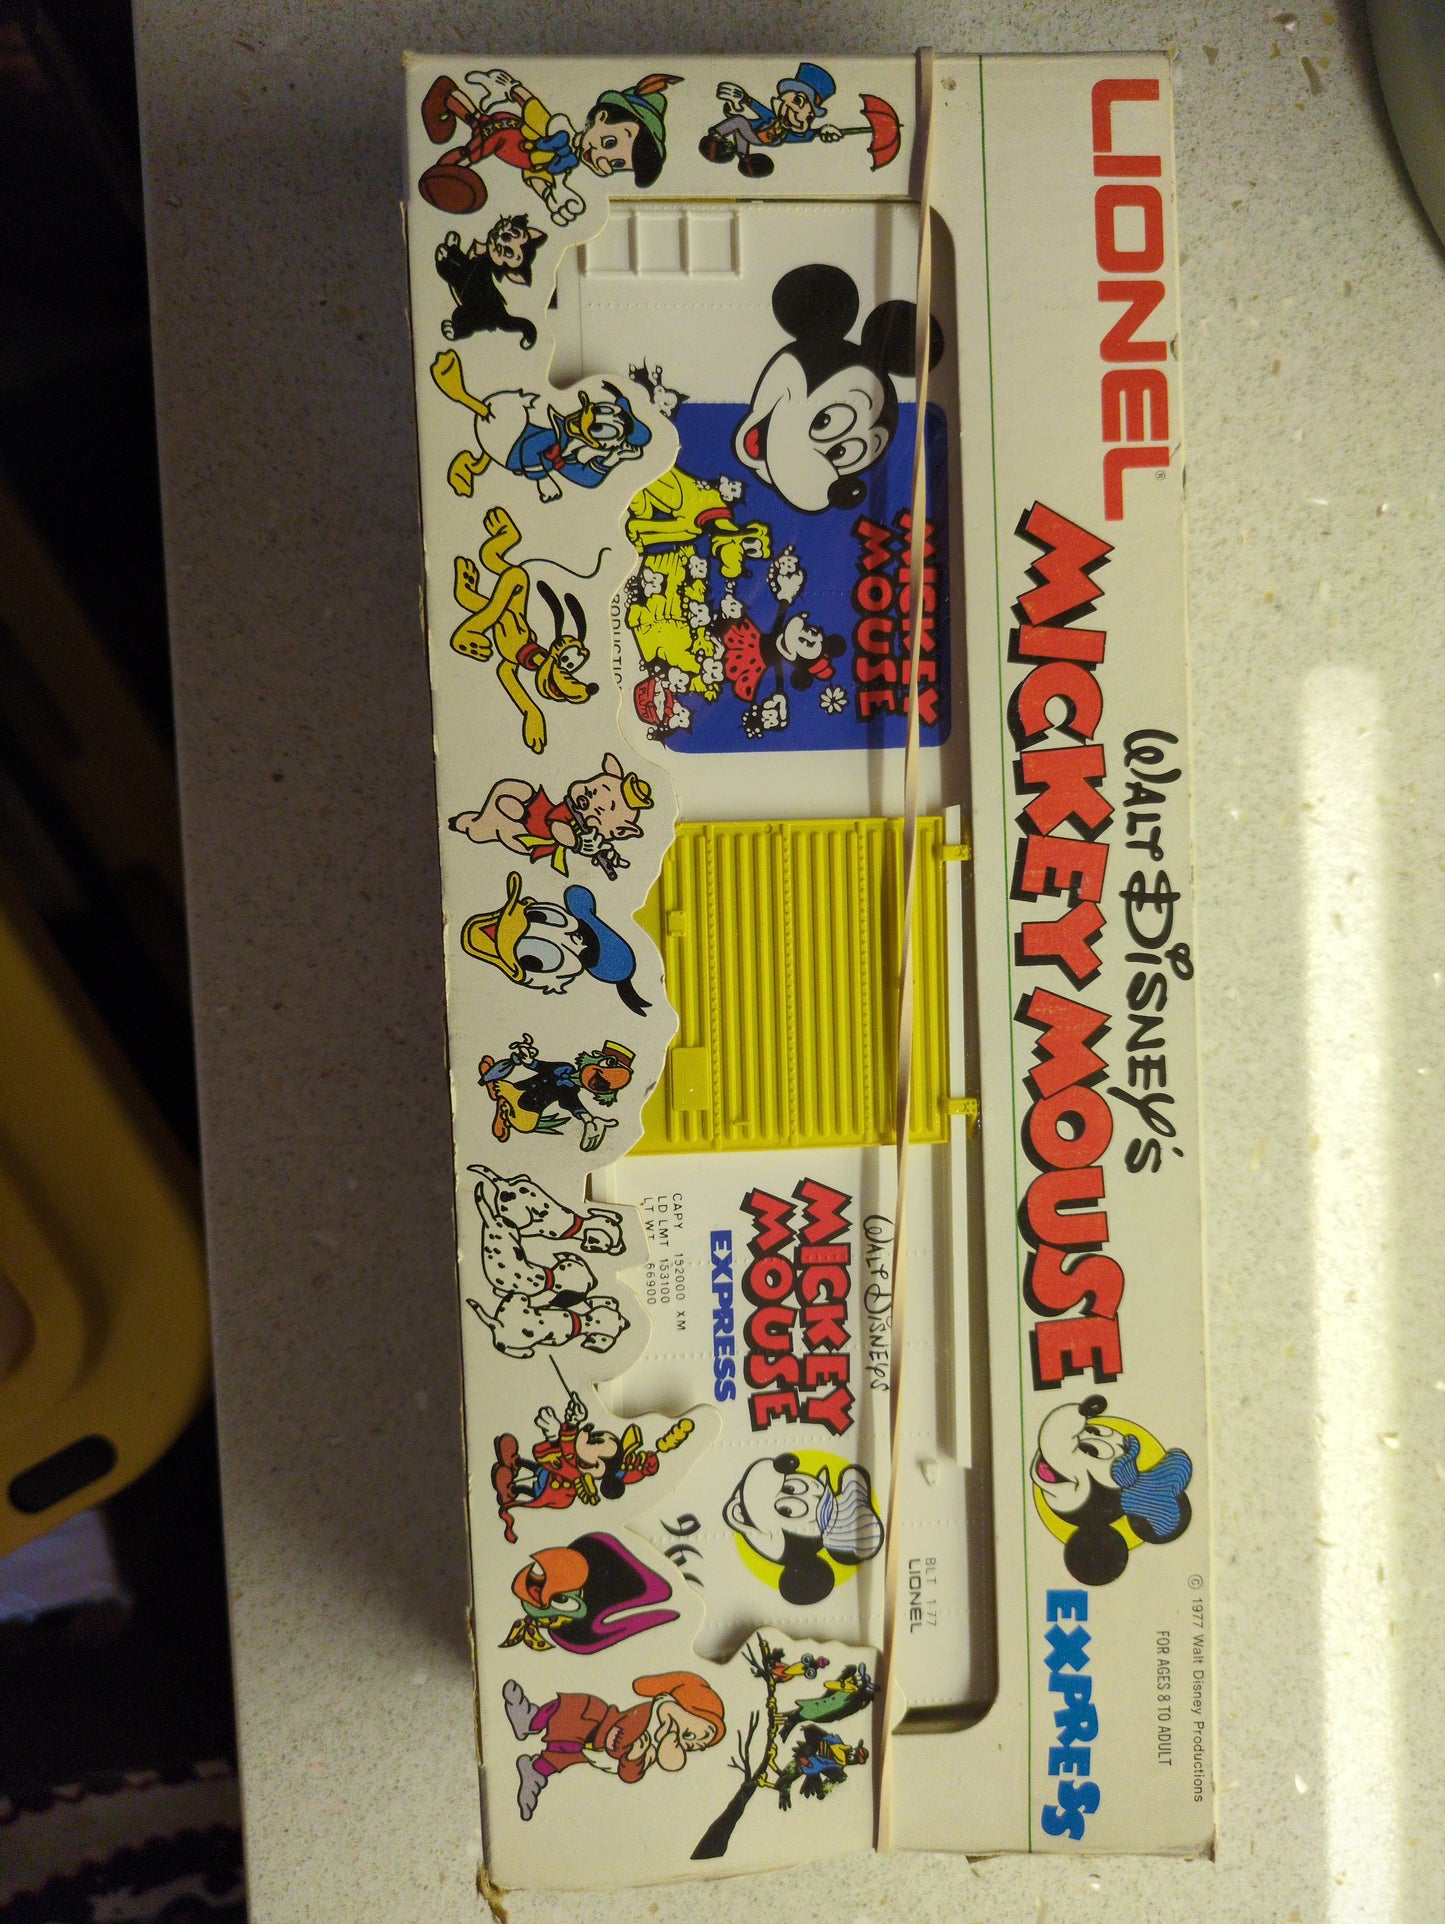 LIONEL®
WALT DISNEY'S
MICKEY MOUSE
EXPRESS
© 1977 Walt Disney Productions
FOR AGES 8 TO ADULT
MICKEY
MOUSE
WALT DISNEY'S
MICKEY
MOUSE
EXPRESS
CAPY 152000 XM
LD LMT 153100
LT WT 66900
BLT 1-77
LIONEL